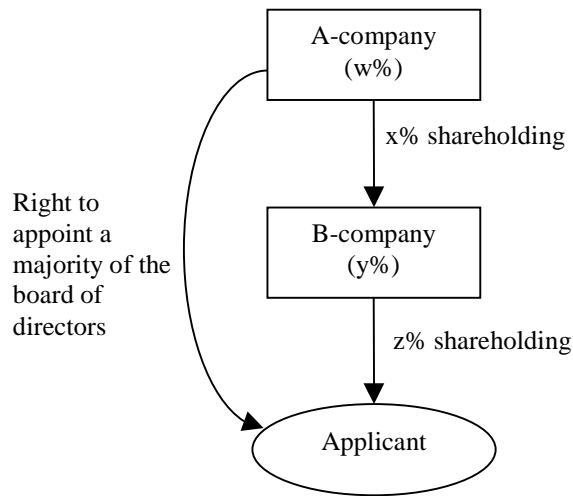 A-company
(w%)
x% shareholding
Right to
appoint a
majority of the
board of
directors
B-company
(y%)
z% shareholding
Applicant